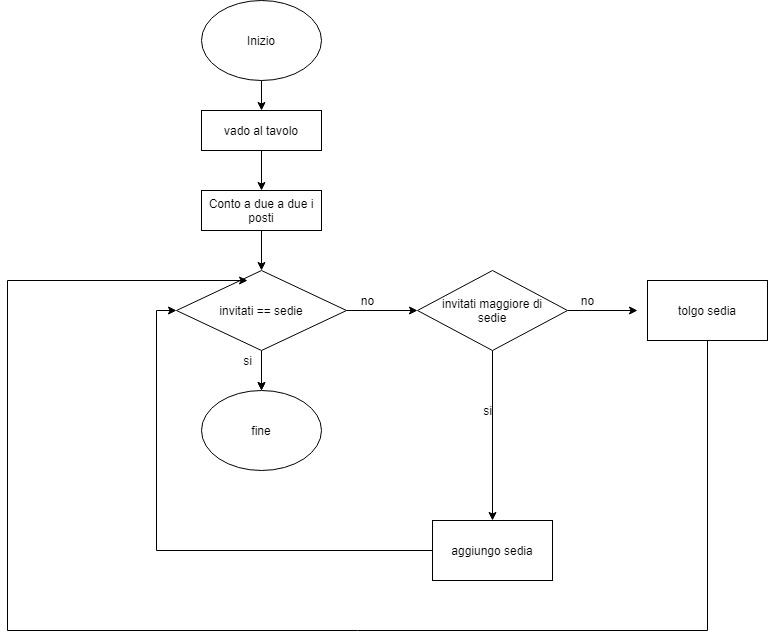 Inizio
vado al tavolo
Conto a due a due i
posti
invitati == sedie
no
invitati maggiore di
sedie
no
tolgo sedia
si
fine
si
aggiungo sedia